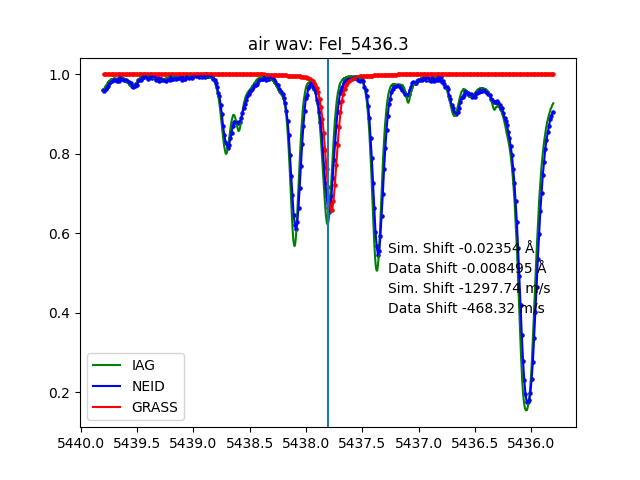 air wav: FeI_5436.3
1.0
0.8
0.6
0.4
0.2
Sim. Shift -0.02354 Å
Data Shift -0.008495 Å
Sim. Shift -1297.74 m/s
Data Shift -468.32 m/s
IAG
NEID
GRASS
5440.0 5439.5 5439.0 5438.5 5438.0 5437.5 5437.0 5436.5 5436.0